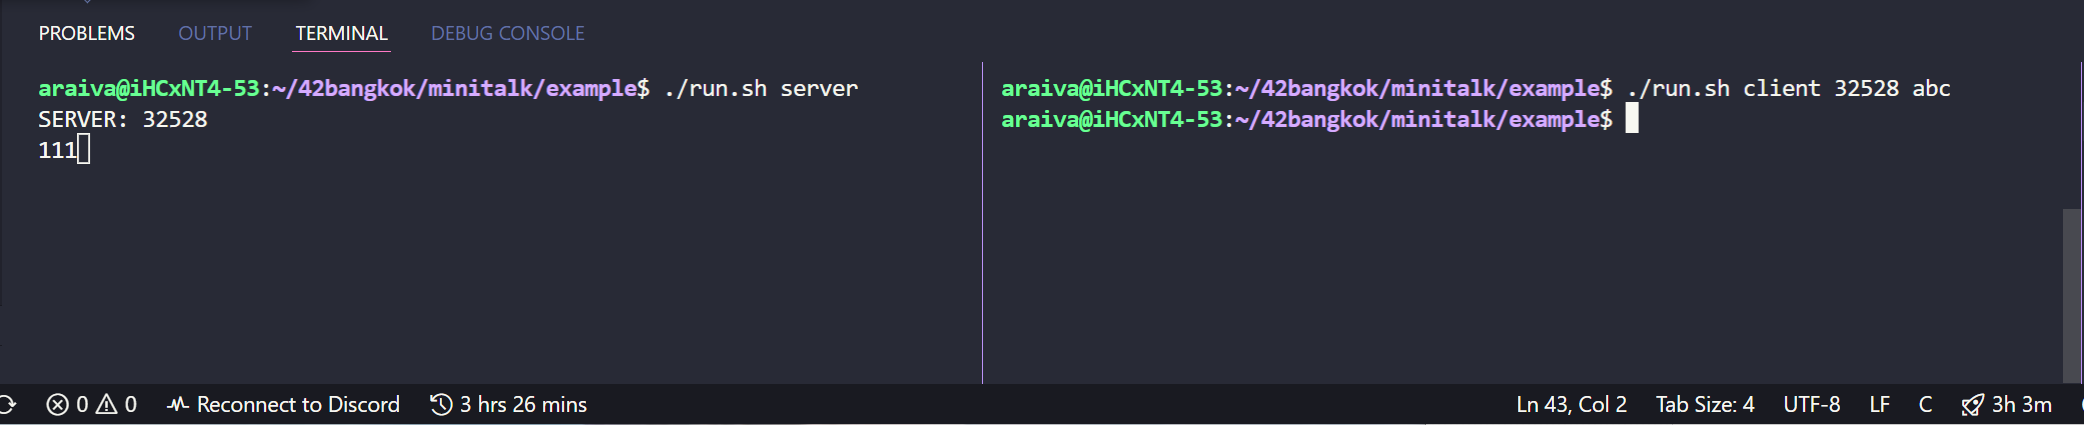 PROBLEMS OUTPUT TERMINAL DEBUG CONSOLE
araiva@iHCxNT4-53:~/42bangkok/minitalk/example$ ./run.sh server
SERVER: 32528
111
araiva@iHCxNT4-53:~/42bangkok/minitalk/example$ ./run.sh client 32528 abc
araiva@iHCxNT4-53:~/42bangkok/minitalk/example$
0 0 Reconnect to Discord 3 hrs 26 mins Ln 43, Col 2 Tab Size: 4 UTF-8 LF C 3h 3m